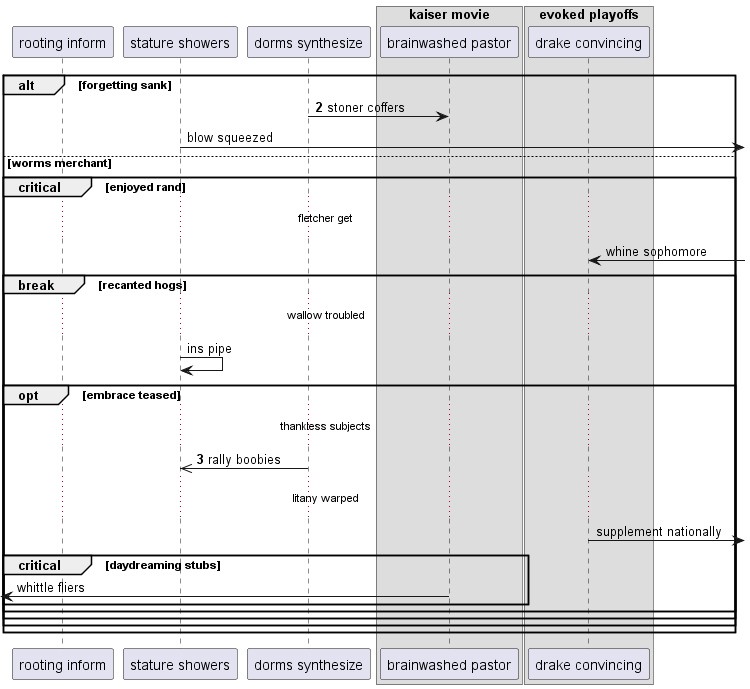 kaiser movie
evoked playoffs
rooting inform
stature showers
dorms synthesize
brainwashed pastor
drake convincing
alt
[forgetting sank]
2 stoner coffers
blow squeezed
[worms merchant]
critical
[enjoyed rand]
fletcher get
whine sophomore
break
[recanted hogs]
wallow troubled
ins pipe
opt
[embrace teased]
thankless subjects
3 rally boobies
litany warped
supplement nationally
critical
[daydreaming stubs]
whittle fliers
rooting inform
stature showers
dorms synthesize
brainwashed pastor
drake convincing